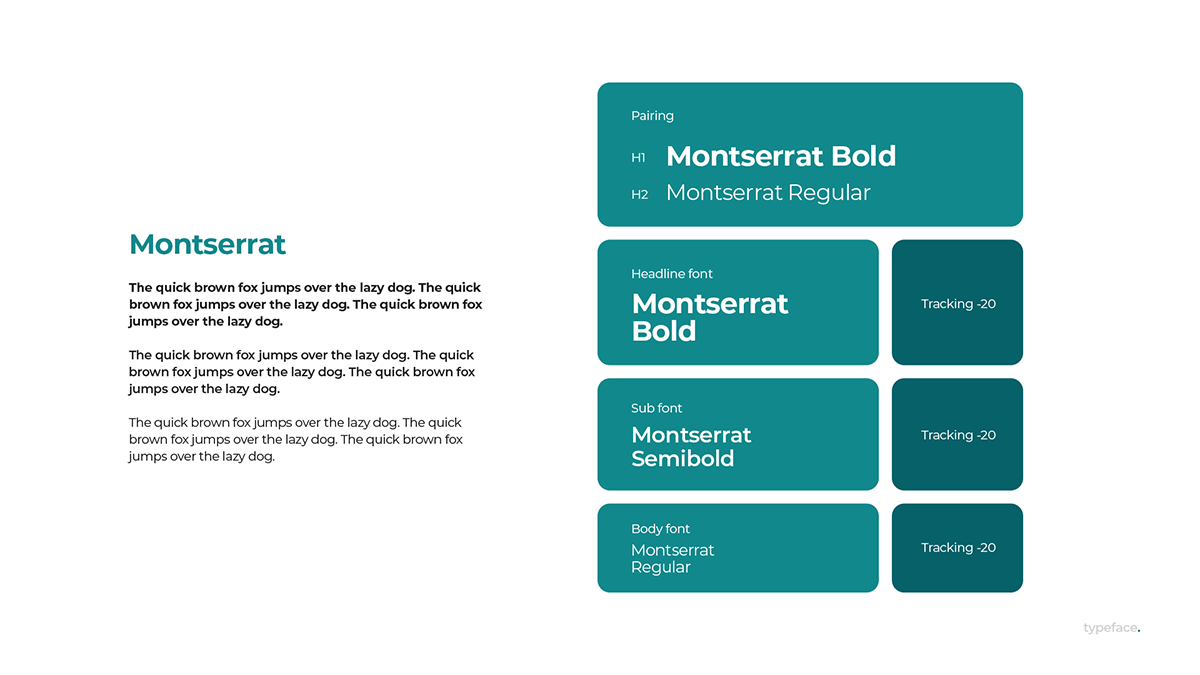 Montserrat
The quick brown fox jumps over the lazy dog. The quick
brown fox jumps over the lazy dog. The quick brown fox
jumps over the lazy dog.
The quick brown fox jumps over the lazy dog. The quick
brown fox jumps over the lazy dog. The quick brown fox
jumps over the lazy dog.
The quick brown fox jumps over the lazy dog. The quick
brown fox jumps over the lazy dog. The quick brown fox
jumps over the lazy dog.
Pairing
H1 Montserrat Bold
H2 Montserrat Regular
Headline font
Montserrat
Bold
Tracking -20
Sub font
Montserrat
Semibold
Tracking -20
Body font
Montserrat
Regular
Tracking -20
typeface.